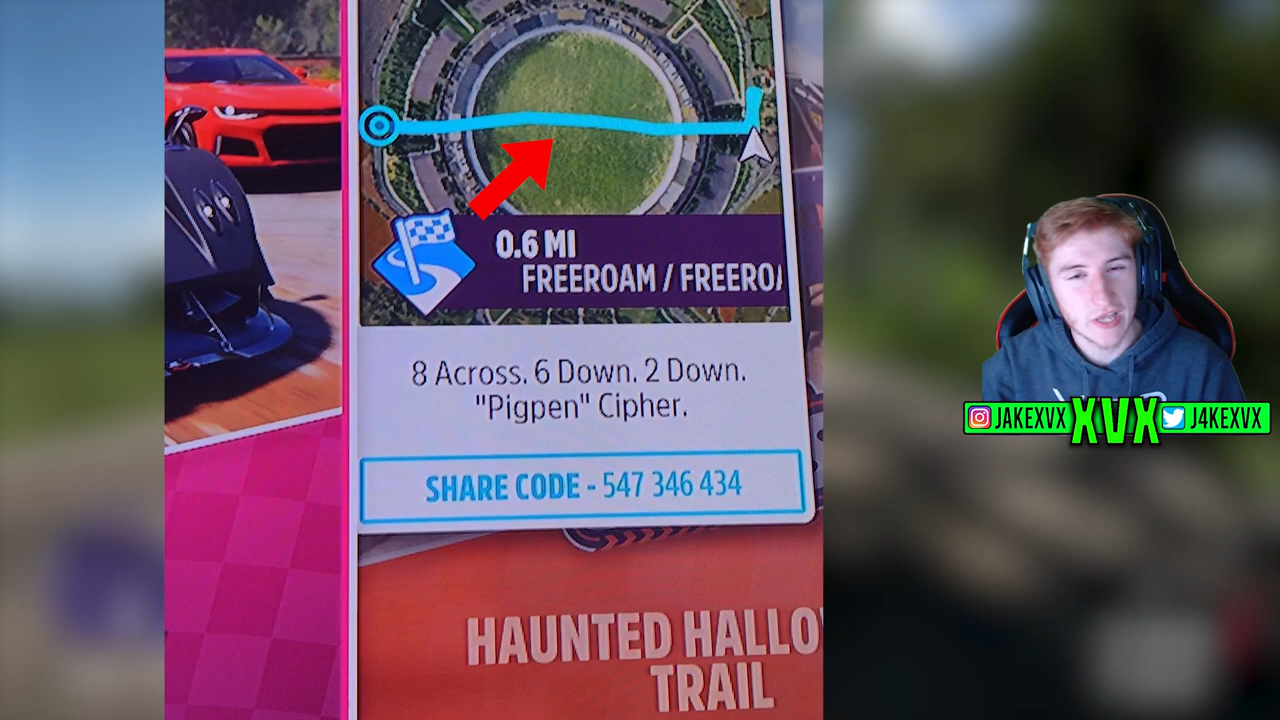 0.6 MI
FREEROAM / FREEROA
8 Across. 6 Down. 2 Down.
"Pigpen" Cipher.
SHARE CODE - 547 346 434
HAUNTED HALLO
TRAIL
JAKEXVX XVX J4KEXVX